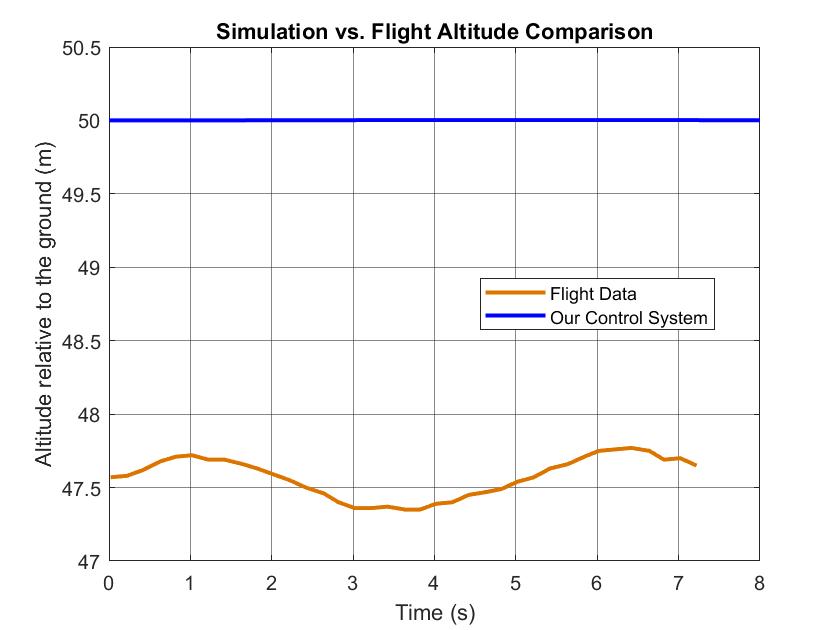 Simulation vs. Flight Altitude Comparison
50.5
50
49.5
49
48.5
48
47.5
47
Altitude relative to the ground (m)
Flight Data
Our Control System
0 1 2 3 4 5 6 7 8
Time (s)